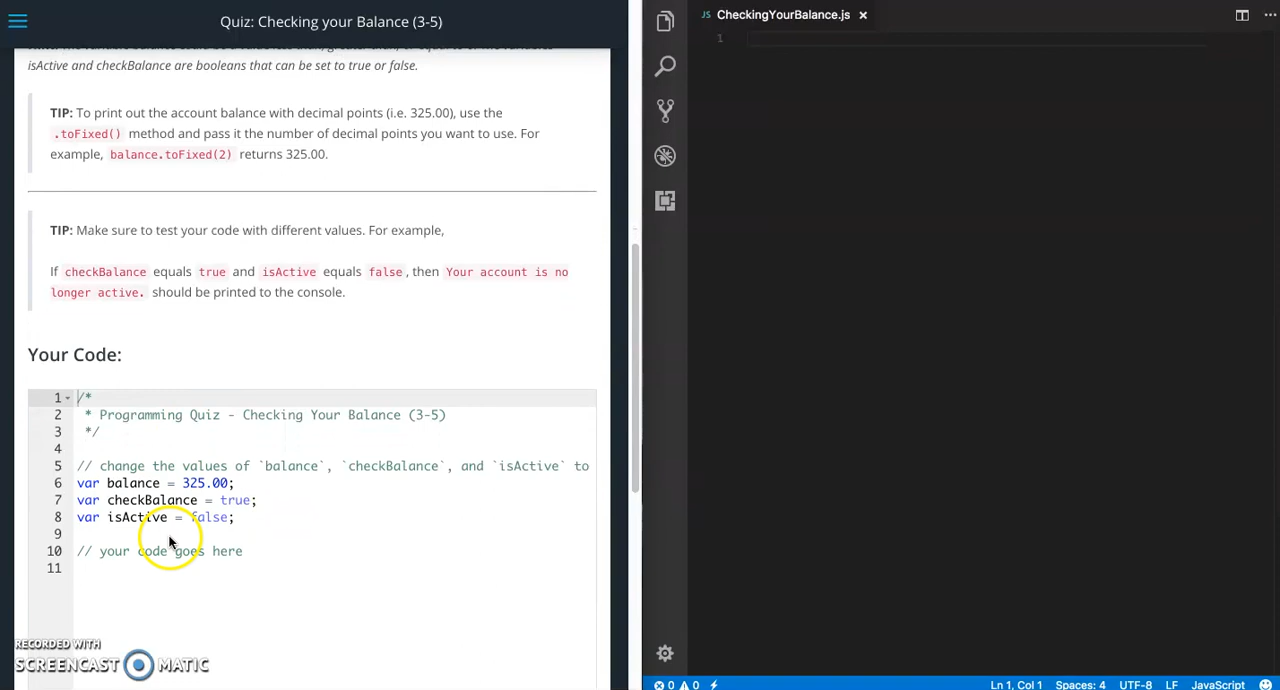 Quiz: Checking your Balance (3-5)
isActive and checkBalance are booleans that can be set to true or false.
TIP: To print out the account balance with decimal points (i.e. 325.00), use the
.toFixed() method and pass it the number of decimal points you want to use. For
example, balance.toFixed(2) returns 325.00.
TIP: Make sure to test your code with different values. For example,
If checkBalance equals true and isActive equals false, then Your account is no
longer active. should be printed to the console.
Your Code:
1 /*
2 * Programming Quiz - Checking Your Balance (3-5)
3 */
4
5 // change the values of `balance`, `checkBalance`, and `isActive` to
6 var balance = 325.00;
7 var checkBalance = true;
8 var isActive = false;
9
10 // your code goes here
11
RECORDED WITH
SCREENCAST MATIC
JS CheckingYourBalance.js
1
0 0 Ln 1, Col 1 Spaces: 4 UTF-8 LF JavaScript